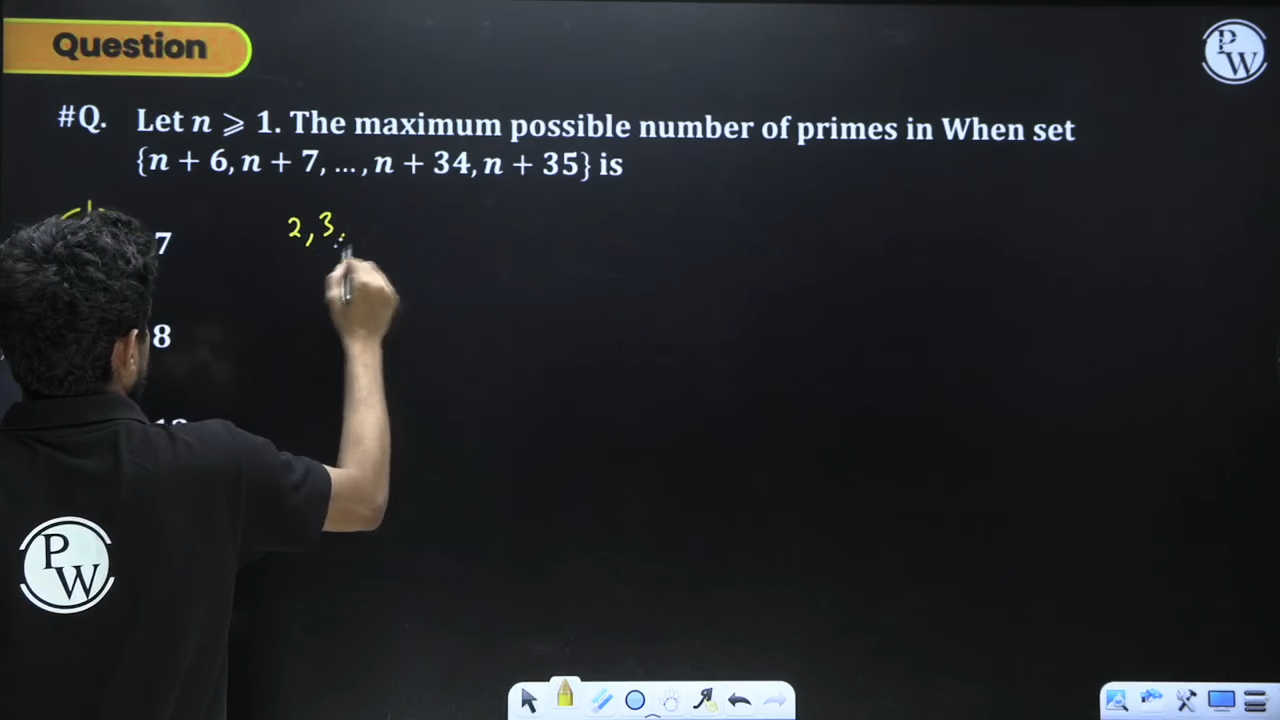 Question
#Q. Let n ⩾ 1. The maximum possible number of primes in When set
{n + 6, n + 7, ..., n + 34, n + 35} is
7
2, 3,
8
P
W
P
W